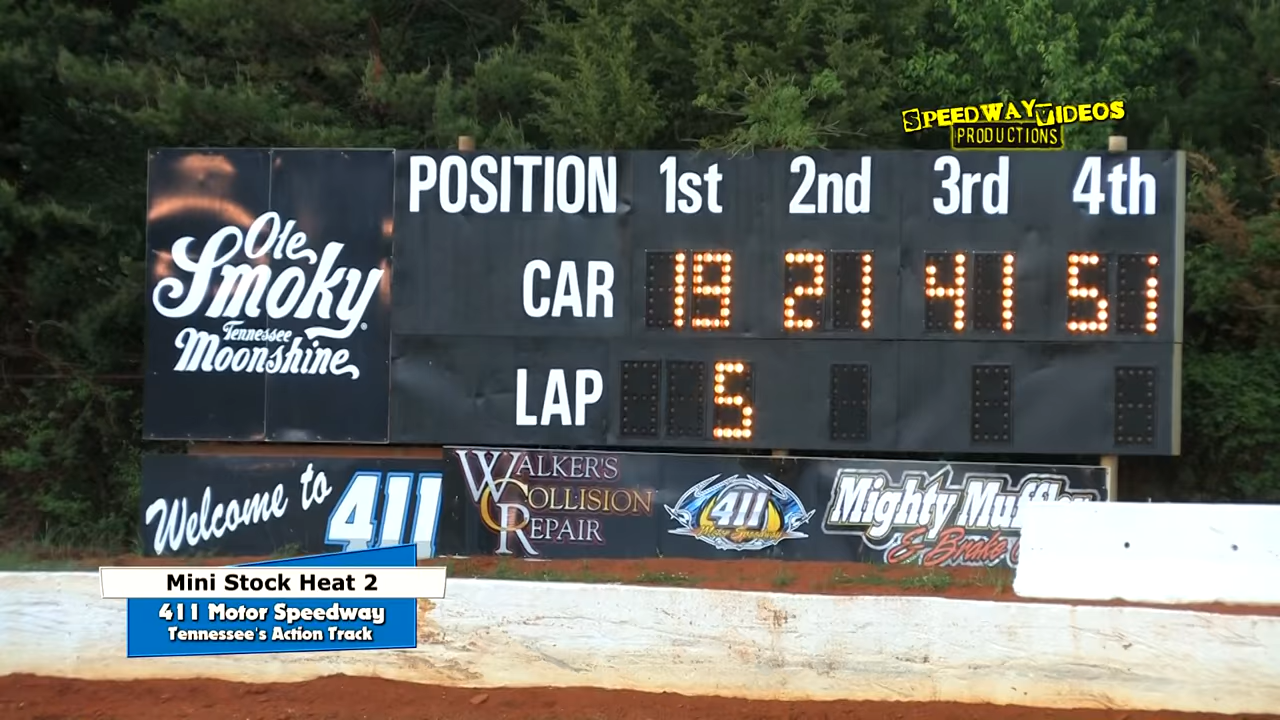 SPEEDWAY VIDEOS
PRODUCTIONS
POSITION 1st 2nd 3rd 4th
CAR 19 21 41 51
LAP 5
Ole
Smoky®
Tennessee
Moonshine
Welcome to 411
WALKER'S
COLLISION
REPAIR
411
Motor Speedway
Mighty Muffler
& Brake
Mini Stock Heat 2
411 Motor Speedway
Tennessee's Action Track